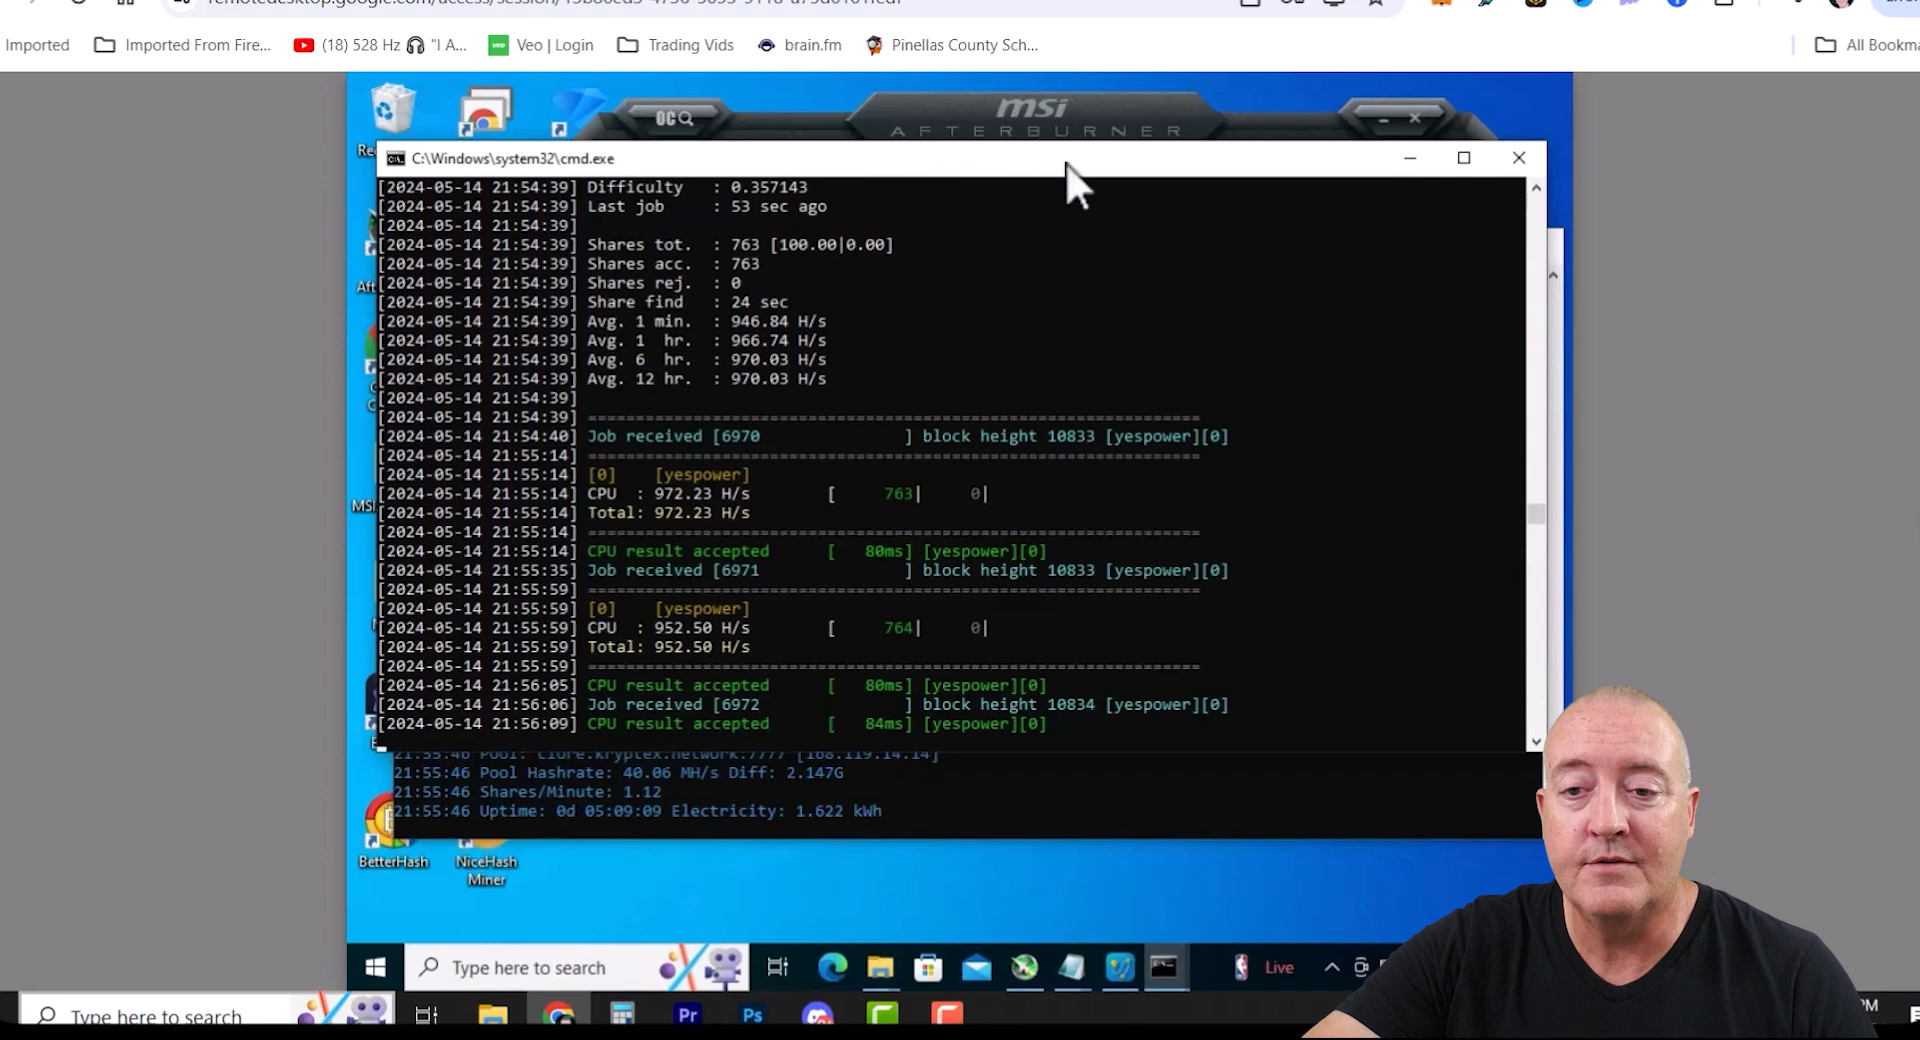 Imported
Imported From Fire...
(18) 528 Hz 🎧 "I A...
Veo | Login
Trading Vids
brain.fm
Pinellas County Sch...
All Bookma
OC
msi
AFTERBURNER
C:\Windows\system32\cmd.exe
[2024-05-14 21:54:39] Difficulty : 0.357143
[2024-05-14 21:54:39] Last job : 53 sec ago
[2024-05-14 21:54:39]
[2024-05-14 21:54:39] Shares tot. : 763 [100.00|0.00]
[2024-05-14 21:54:39] Shares acc. : 763
[2024-05-14 21:54:39] Shares rej. : 0
[2024-05-14 21:54:39] Share find : 24 sec
[2024-05-14 21:54:39] Avg. 1 min. : 946.84 H/s
[2024-05-14 21:54:39] Avg. 1 hr. : 966.74 H/s
[2024-05-14 21:54:39] Avg. 6 hr. : 970.03 H/s
[2024-05-14 21:54:39] Avg. 12 hr. : 970.03 H/s
[2024-05-14 21:54:39]
[2024-05-14 21:54:39] ================================================================
[2024-05-14 21:54:40] Job received [6970 ] block height 10833 [yespower][0]
[2024-05-14 21:55:14] ================================================================
[2024-05-14 21:55:14] [0] [yespower]
[2024-05-14 21:55:14] CPU : 972.23 H/s [ 763| 0|
[2024-05-14 21:55:14] Total: 972.23 H/s
[2024-05-14 21:55:14] ================================================================
[2024-05-14 21:55:14] CPU result accepted [ 80ms] [yespower][0]
[2024-05-14 21:55:35] Job received [6971 ] block height 10833 [yespower][0]
[2024-05-14 21:55:59] ================================================================
[2024-05-14 21:55:59] [0] [yespower]
[2024-05-14 21:55:59] CPU : 952.50 H/s [ 764| 0|
[2024-05-14 21:55:59] Total: 952.50 H/s
[2024-05-14 21:55:59] ================================================================
[2024-05-14 21:56:05] CPU result accepted [ 80ms] [yespower][0]
[2024-05-14 21:56:06] Job received [6972 ] block height 10834 [yespower][0]
[2024-05-14 21:56:09] CPU result accepted [ 84ms] [yespower][0]
21:55:46 Pool: clore.kryptex.network:7777 [168.119.14.14]
21:55:46 Pool Hashrate: 40.06 MH/s Diff: 2.147G
21:55:46 Shares/Minute: 1.12
21:55:46 Uptime: 0d 05:09:09 Electricity: 1.622 kWh
BetterHash
NiceHash
Miner
Type here to search
Live
Type here to search
Pr
Ps
PM